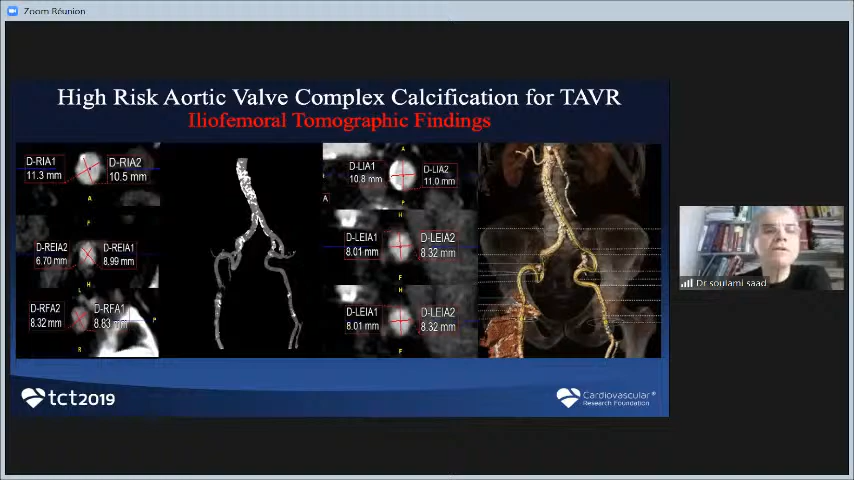 Zoom Réunion
High Risk Aortic Valve Complex Calcification for TAVR
Iliofemoral Tomographic Findings
D-RIA1
11.3 mm
D-RIA2
10.5 mm
A
F
D-REIA2
6.70 mm
D-REIA1
8.99 mm
H
L
D-RFA2
8.32 mm
D-RFA1
8.83 mm
P
R
A
D-LIA1
10.8 mm
D-LIA2
11.0 mm
A
P
H
D-LEIA1
8.01 mm
D-LEIA2
8.32 mm
F
H
D-LEIA1
8.01 mm
D-LEIA2
8.32 mm
F
tct2019
Cardiovascular®
Research Foundation
Dr soulami saad